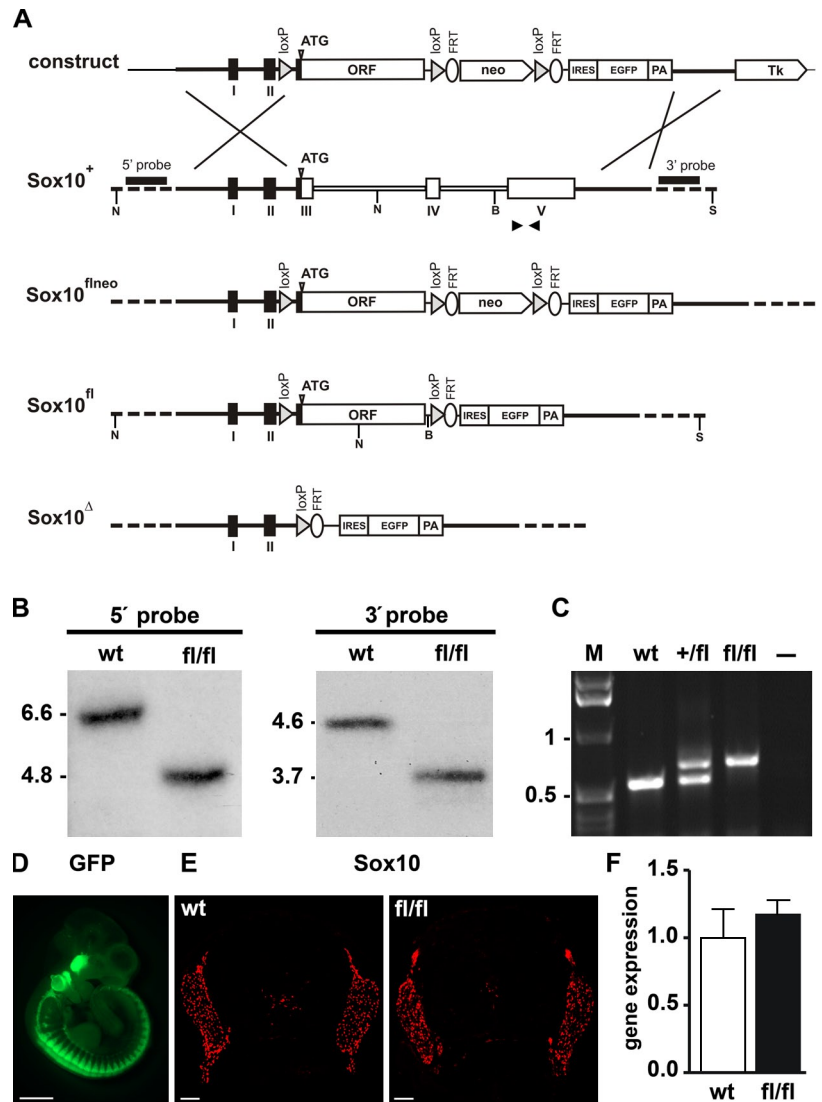 A
construct
loxP
ATG
loxP
FRT
loxP
FRT
ORF
neo
IRES EGFP PA
Tk
I II
Sox10+
5' probe
ATG
3' probe
N I II III N IV B V S
Sox10flneo
loxP
ATG
loxP
FRT
loxP
FRT
ORF
neo
IRES EGFP PA
I II
Sox10fl
loxP
ATG
loxP
FRT
ORF
IRES EGFP PA
N I II N B S
Sox10Δ
loxP
FRT
IRES EGFP PA
I II
B
5´ probe
wt fl/fl
6.6 -
4.8 -
3´probe
wt fl/fl
4.6 -
3.7 -
C
M wt +/fl fl/fl —
1 -
0.5 -
D GFP
E Sox10
wt
fl/fl
F
gene expression
1.5
1.0
0.5
0.0
wt fl/fl